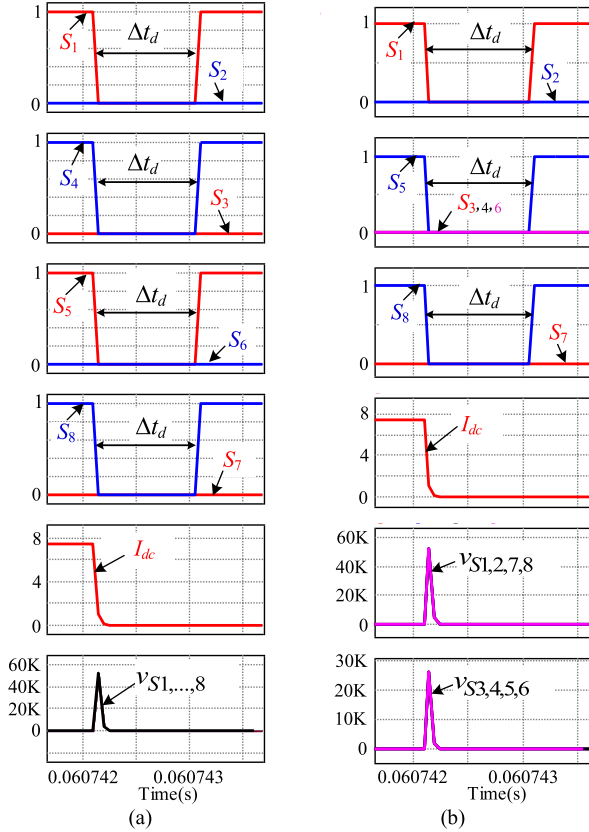 1
S1
Δtd
S2
0
1
S4
Δtd
S3
0
1
S5
Δtd
S6
0
1
S8
Δtd
S7
0
8
Idc
4
0
60K
40K
vS1,...,8
20K
0
0.060742 0.060743
Time(s)
(a)
1
S1
Δtd
S2
0
1
S5
Δtd
S3,4,6
0
1
S8
Δtd
S7
0
8
Idc
4
0
60K
40K
vS1,2,7,8
20K
0
30K
20K
vS3,4,5,6
10K
0
0.060742 0.060743
Time(s)
(b)